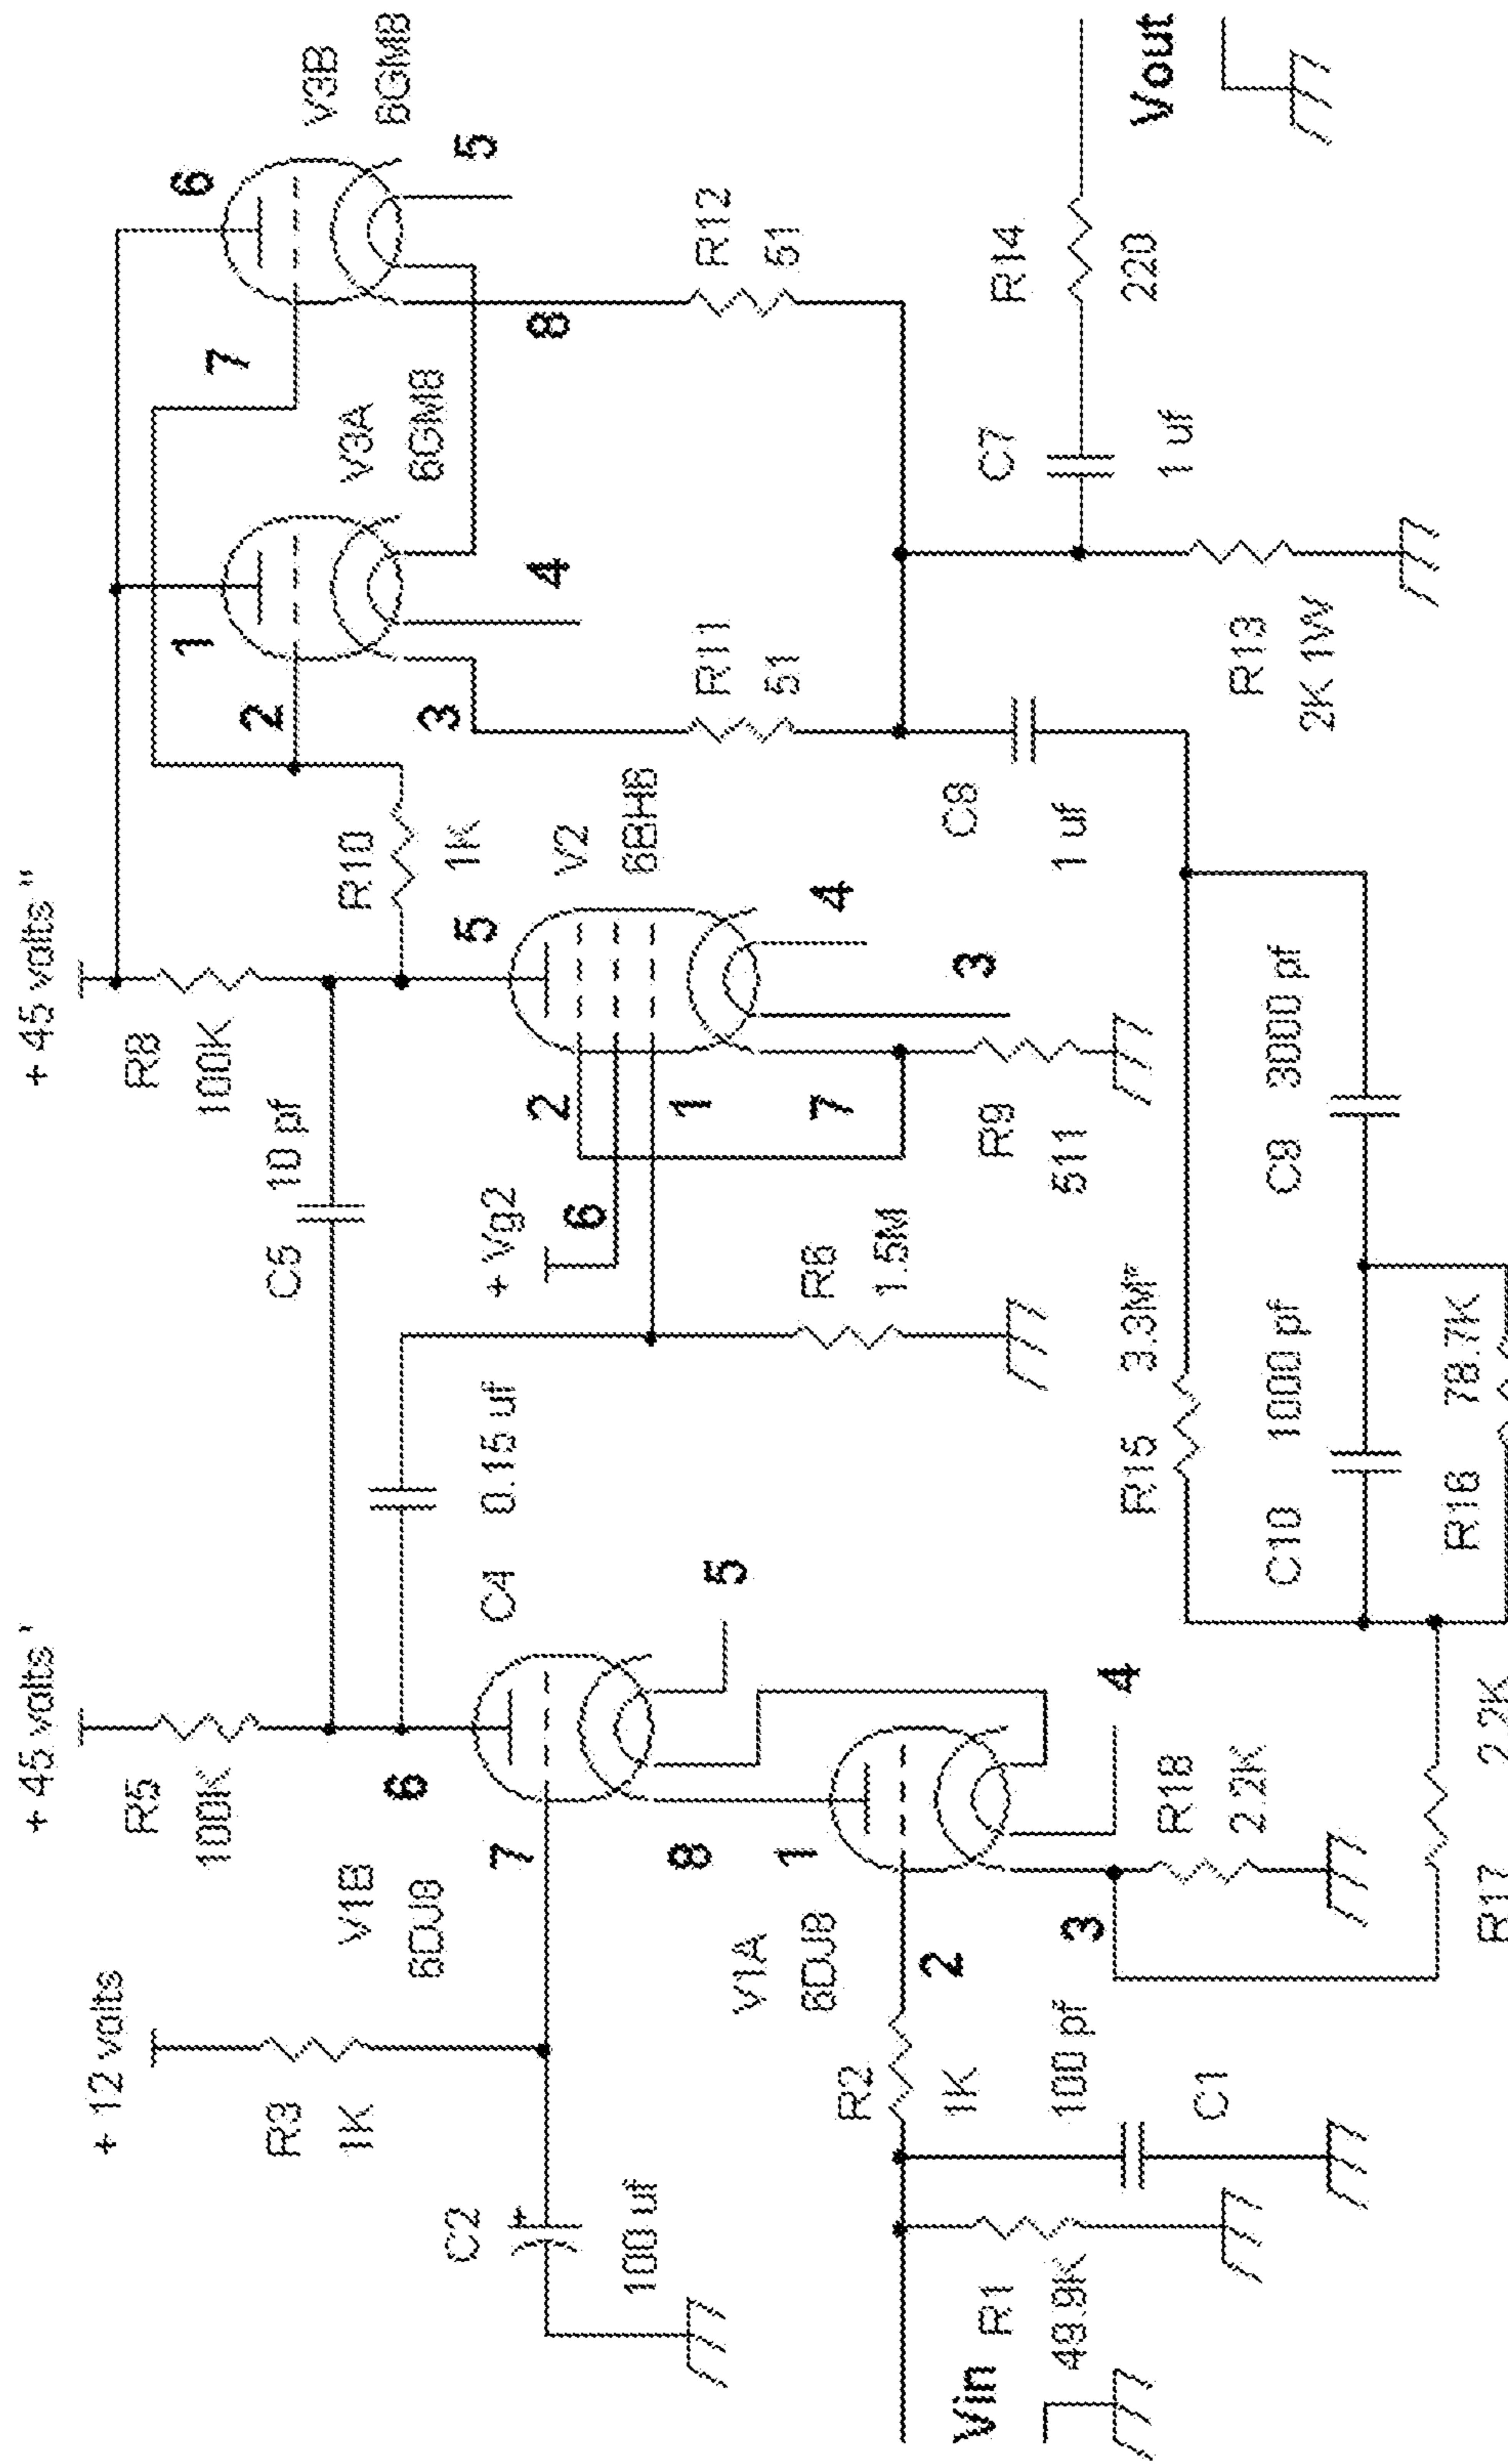 + 45 volts '
+ 45 volts "
+ 12 volts
R5
100K
R8
100K
1
6
2
7
V3B
6GM8
R3
1K
C5
10 pf
R10
1K
V3A
6GM8
3
5
V1B
6DJ8
6
7
C4
0.15 uf
+ Vg2
6
2
5
V2
6BH6
4
8
C2
100 uf
8
5
1
R11
51
R12
51
V1A
6DJ8
1
R6
1.5M
7
4
R2
1K
2
3
R9
511
3
1 uf
C7
1 uf
R14
220
Vin
R1
49.9K
100 pf
C1
3
4
R18
2.2K
R15
3.3M*
R13
2K 1W
Vout
C10
1000 pf
C9
3000 pf
R16
78.7K
R17
2.2K